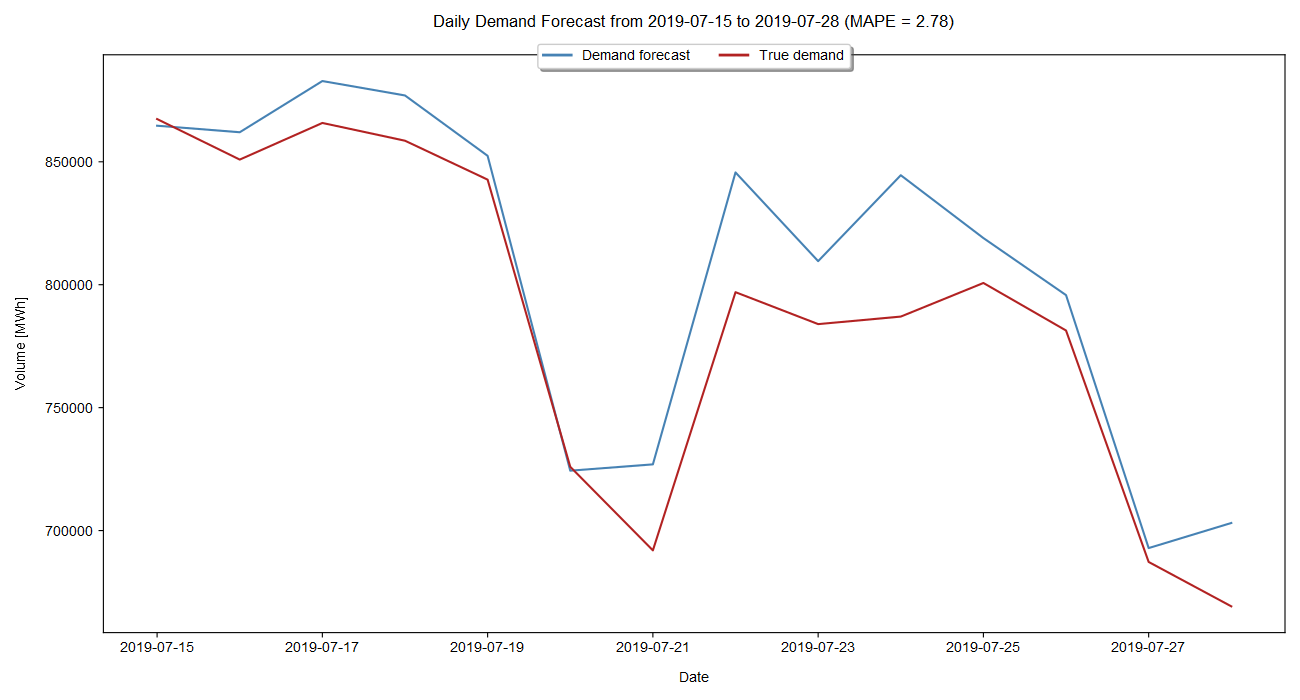 Daily Demand Forecast from 2019-07-15 to 2019-07-28 (MAPE = 2.78)
Demand forecast True demand
850000
800000
750000
700000
Volume [MWh]
2019-07-15 2019-07-17 2019-07-19 2019-07-21 2019-07-23 2019-07-25 2019-07-27
Date